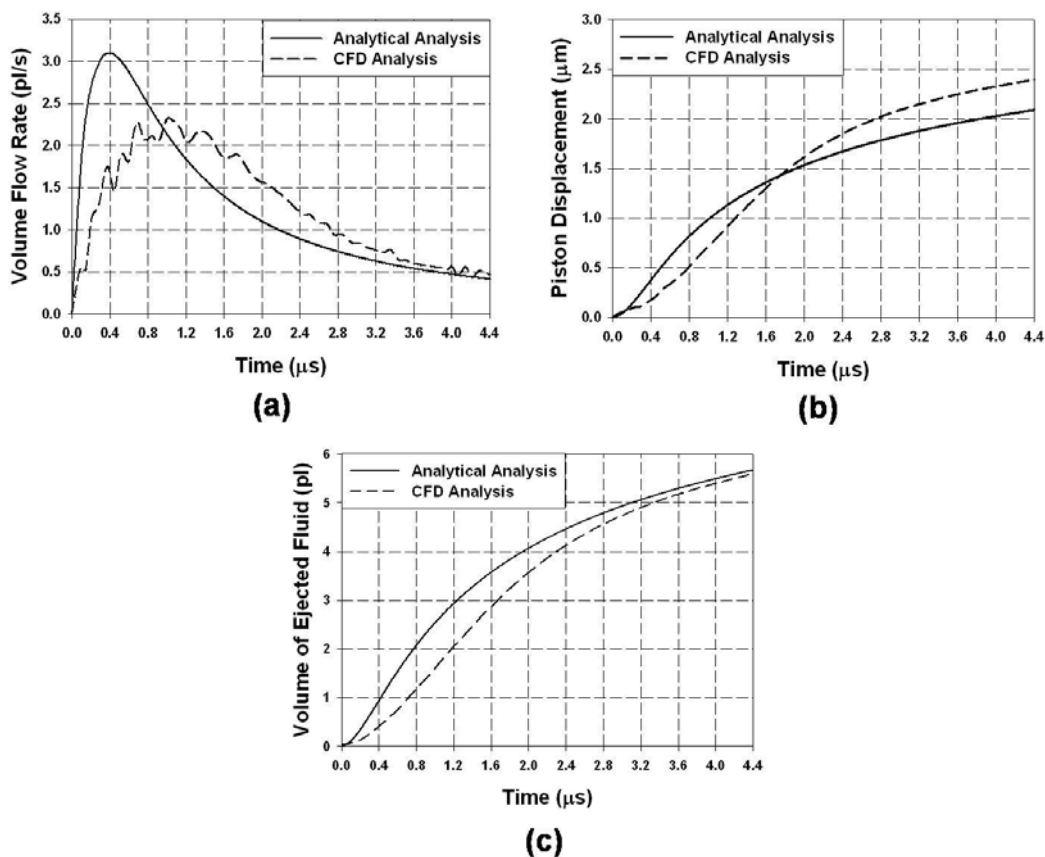 Volume Flow Rate (pl/s)
3.5
3.0
2.5
2.0
1.5
1.0
0.5
0.0
Analytical Analysis
CFD Analysis
0.0 0.4 0.8 1.2 1.6 2.0 2.4 2.8 3.2 3.6 4.0 4.4
Time (μs)
(a)
Piston Displacement (μm)
3.0
2.5
2.0
1.5
1.0
0.5
0.0
Analytical Analysis
CFD Analysis
0.0 0.4 0.8 1.2 1.6 2.0 2.4 2.8 3.2 3.6 4.0 4.4
Time (μs)
(b)
Volume of Ejected Fluid (pl)
6
5
4
3
2
1
0
Analytical Analysis
CFD Analysis
0.0 0.4 0.8 1.2 1.6 2.0 2.4 2.8 3.2 3.6 4.0 4.4
Time (μs)
(c)